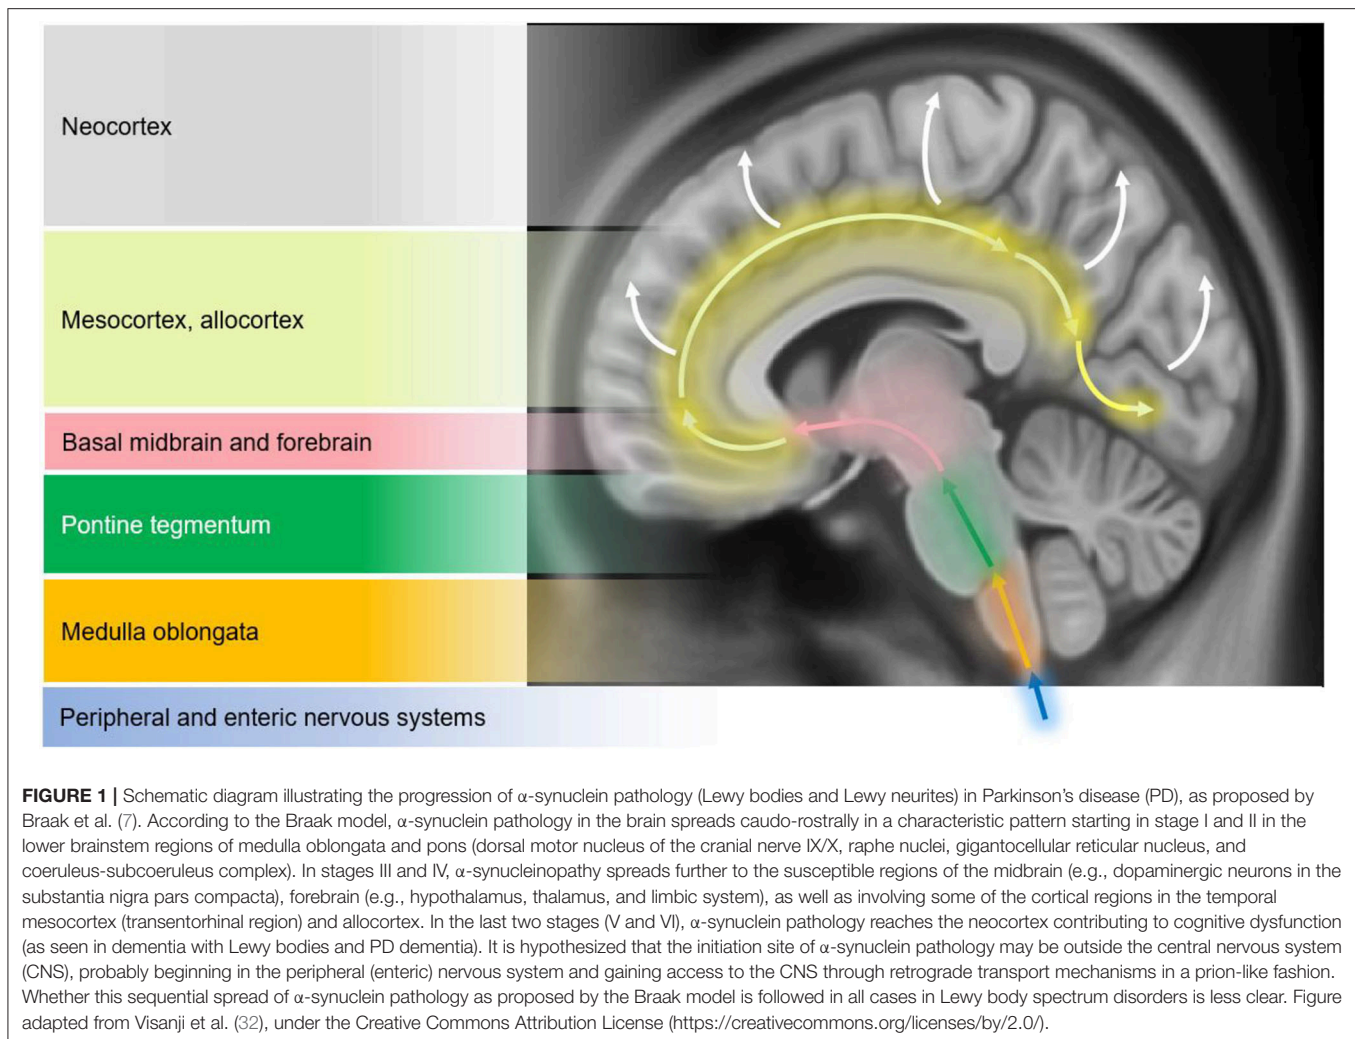 Neocortex
Mesocortex, allocortex
Basal midbrain and forebrain
Pontine tegmentum
Medulla oblongata
Peripheral and enteric nervous systems
FIGURE 1 | Schematic diagram illustrating the progression of α-synuclein pathology (Lewy bodies and Lewy neurites) in Parkinson's disease (PD), as proposed by
Braak et al. (7). According to the Braak model, α-synuclein pathology in the brain spreads caudo-rostrally in a characteristic pattern starting in stage I and II in the
lower brainstem regions of medulla oblongata and pons (dorsal motor nucleus of the cranial nerve IX/X, raphe nuclei, gigantocellular reticular nucleus, and
coeruleus-subcoeruleus complex). In stages III and IV, α-synucleinopathy spreads further to the susceptible regions of the midbrain (e.g., dopaminergic neurons in the
substantia nigra pars compacta), forebrain (e.g., hypothalamus, thalamus, and limbic system), as well as involving some of the cortical regions in the temporal
mesocortex (transentorhinal region) and allocortex. In the last two stages (V and VI), α-synuclein pathology reaches the neocortex contributing to cognitive dysfunction
(as seen in dementia with Lewy bodies and PD dementia). It is hypothesized that the initiation site of α-synuclein pathology may be outside the central nervous system
(CNS), probably beginning in the peripheral (enteric) nervous system and gaining access to the CNS through retrograde transport mechanisms in a prion-like fashion.
Whether this sequential spread of α-synuclein pathology as proposed by the Braak model is followed in all cases in Lewy body spectrum disorders is less clear. Figure
adapted from Visanji et al. (32), under the Creative Commons Attribution License (https://creativecommons.org/licenses/by/2.0/).